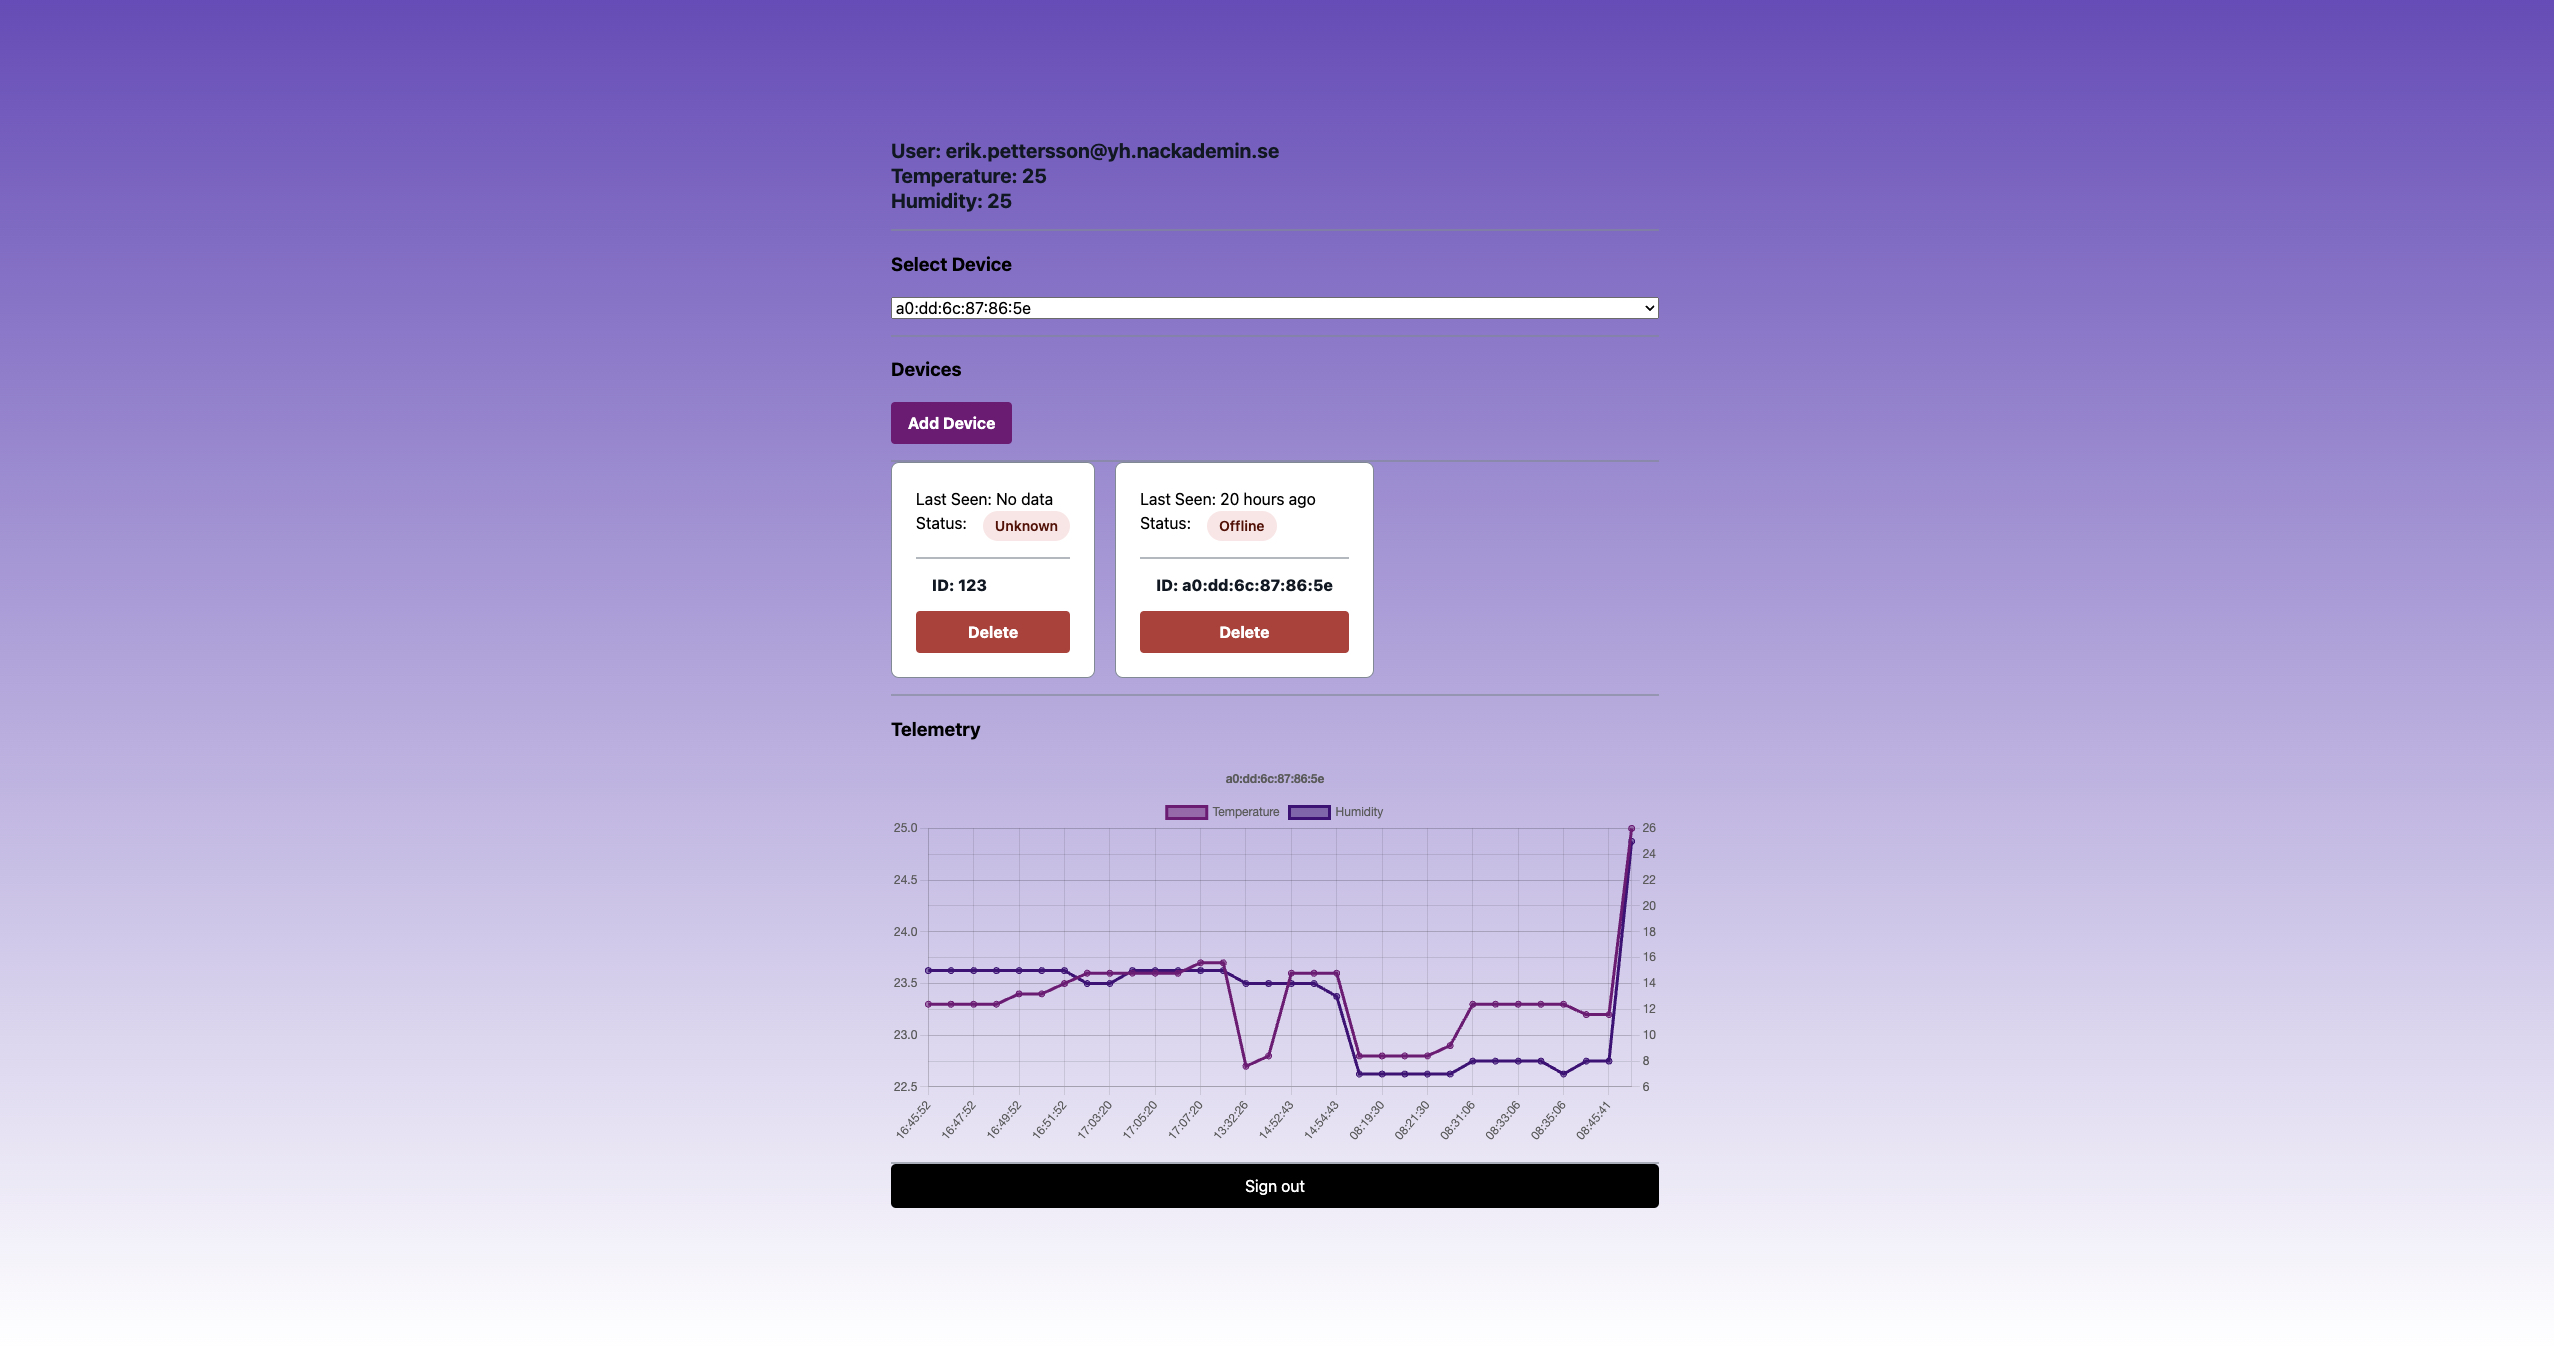 User: erik.pettersson@yh.nackademin.se
Temperature: 25
Humidity: 25
Select Device
a0:dd:6c:87:86:5e
Devices
Add Device
Last Seen: No data
Status: Unknown
ID: 123
Delete
Last Seen: 20 hours ago
Status: Offline
ID: a0:dd:6c:87:86:5e
Delete
Telemetry
a0:dd:6c:87:86:5e
Temperature Humidity
25.0
24.5
24.0
23.5
23.0
22.5
26
24
22
20
18
16
14
12
10
8
6
16:45:52
16:47:52
16:49:52
16:51:52
17:03:20
17:05:20
17:07:20
13:32:26
14:52:43
14:54:43
08:19:30
08:21:30
08:31:06
08:33:06
08:35:06
08:45:41
Sign out